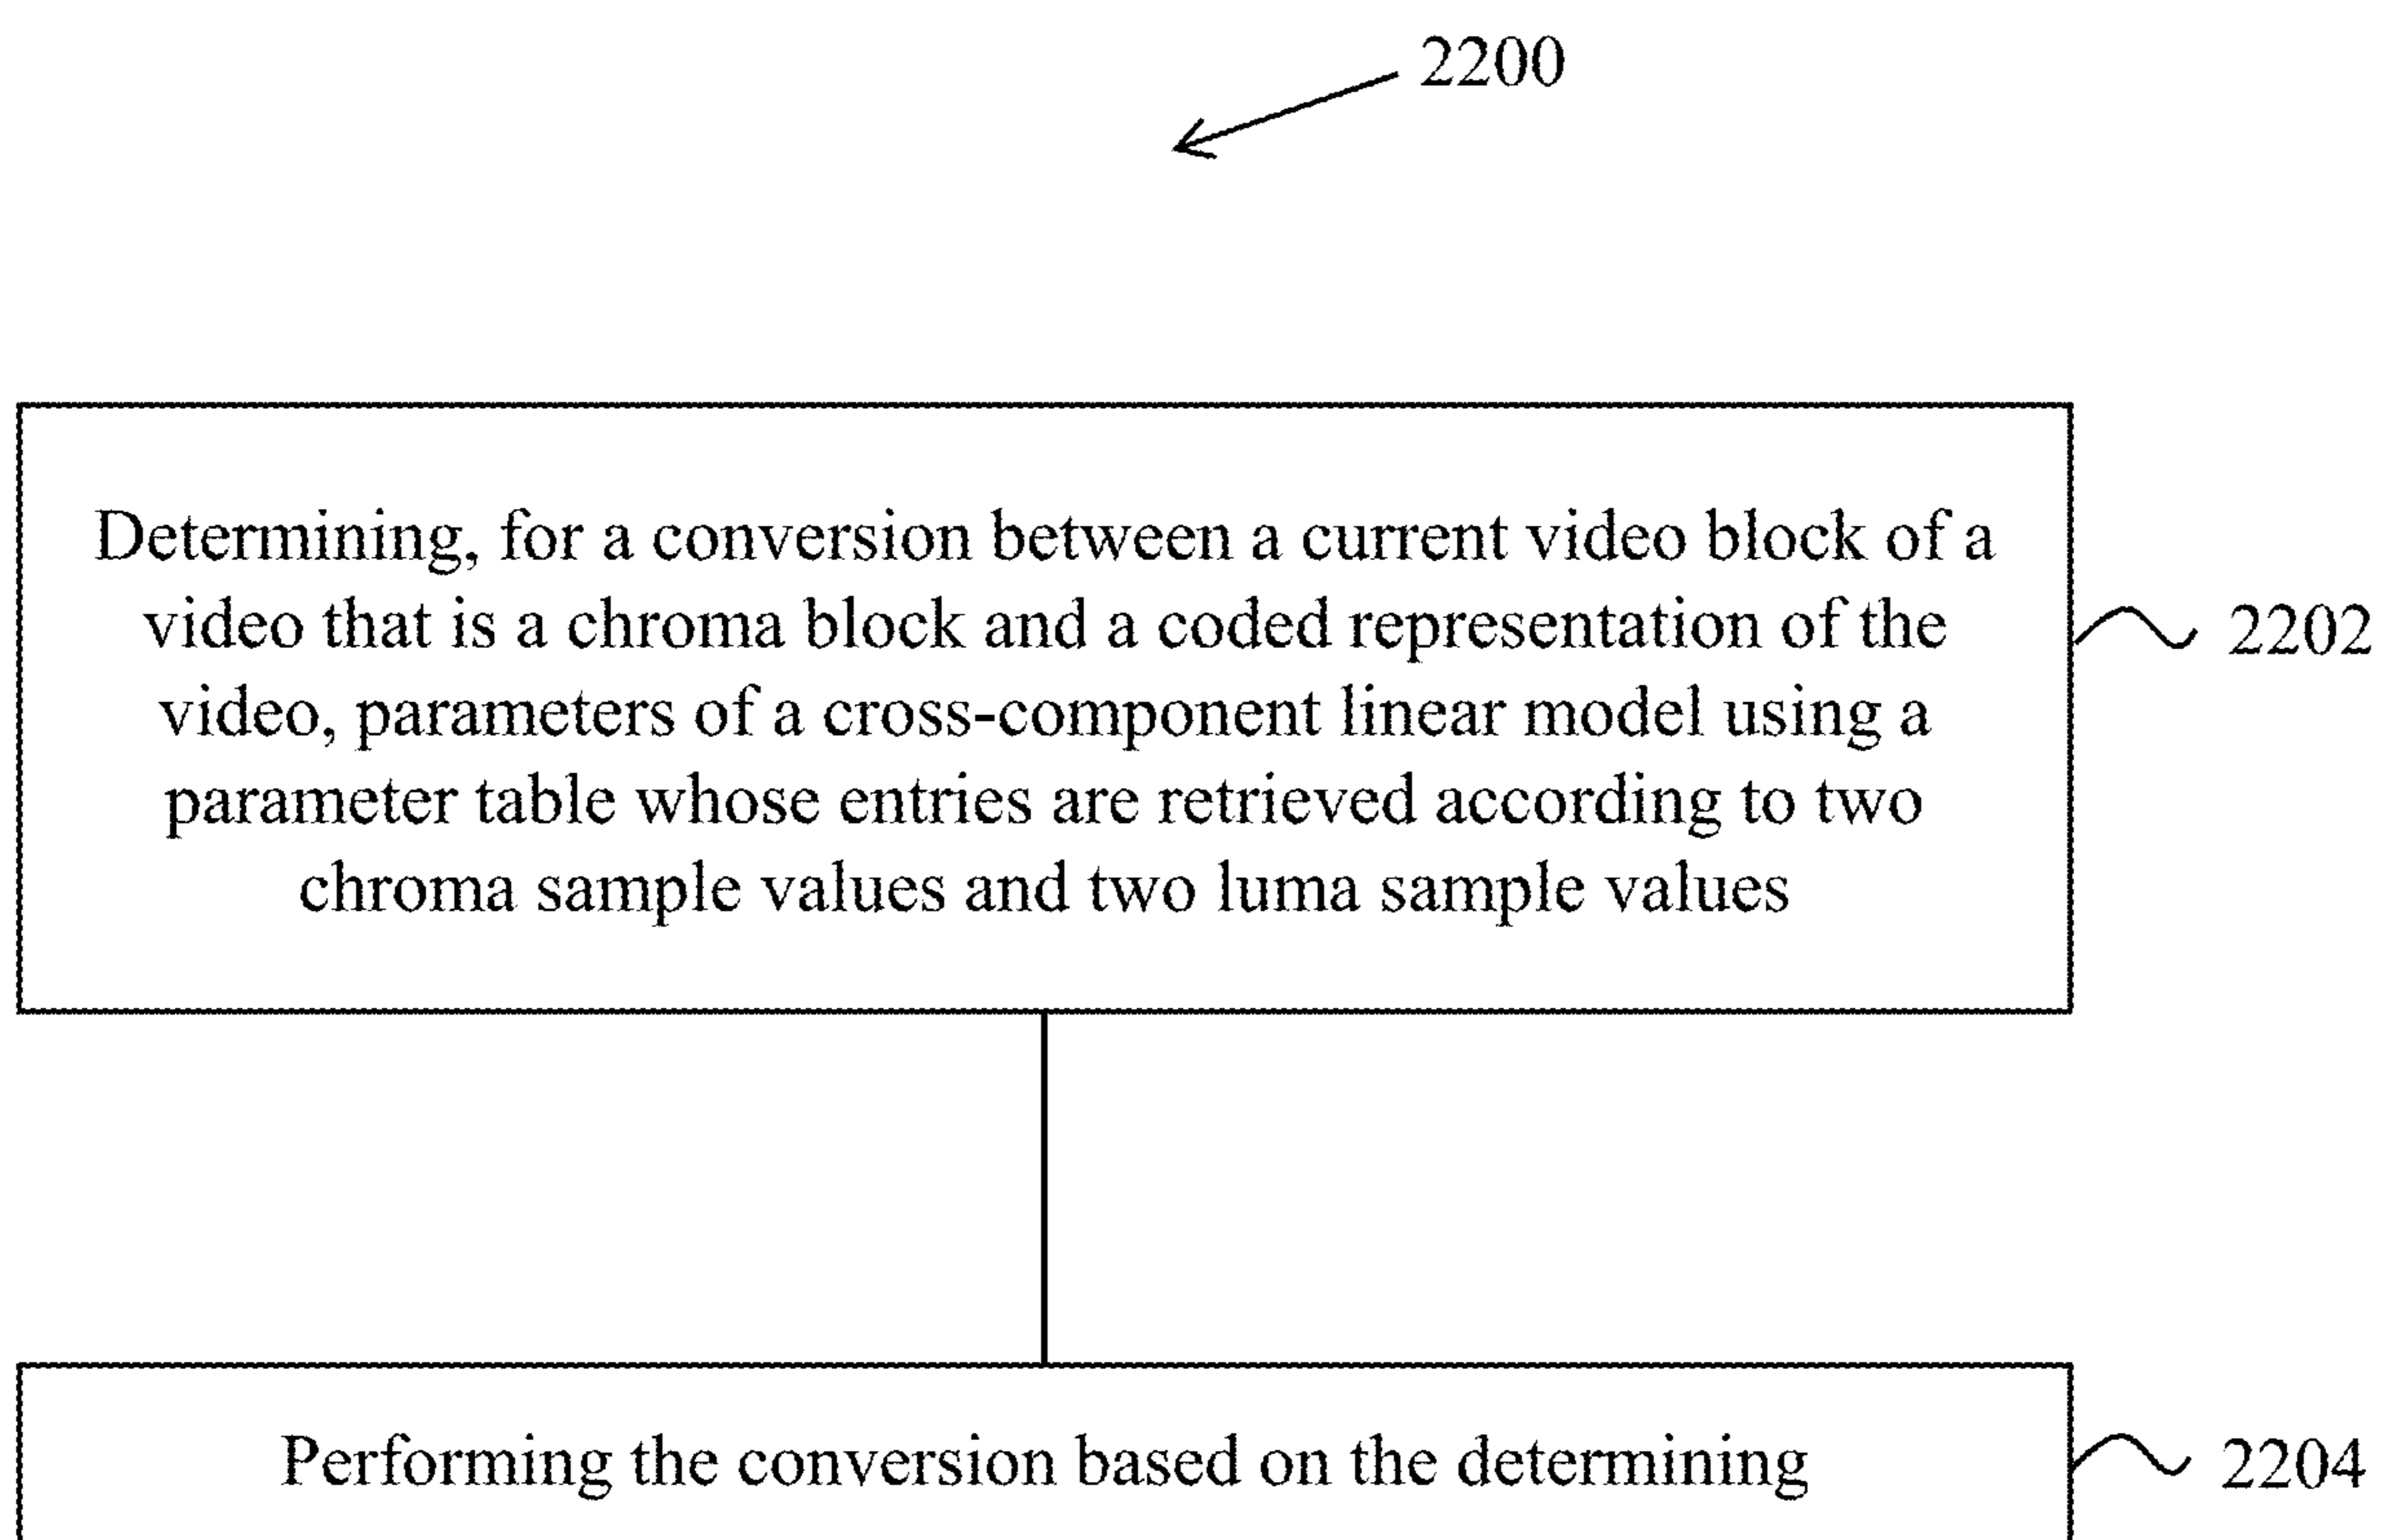 2200
Determining, for a conversion between a current video block of a
video that is a chroma block and a coded representation of the
video, parameters of a cross-component linear model using a
parameter table whose entries are retrieved according to two
chroma sample values and two luma sample values
2202
Performing the conversion based on the determining
2204